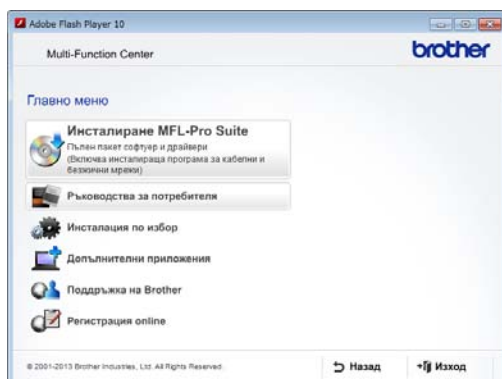 Adobe Flash Player 10
Multi-Function Center
brother
Главно меню
Инсталиране MFL-Pro Suite
Пълен пакет софтуер и драйвери
(Включва инсталираща програма за кабелни и
безжични мрежи)
Ръководства за потребителя
Инсталация по избор
Допълнителни приложения
Поддръжка на Brother
Регистрация online
© 2001-2013 Brother Industries, Ltd. All Rights Reserved.
Назад
Изход